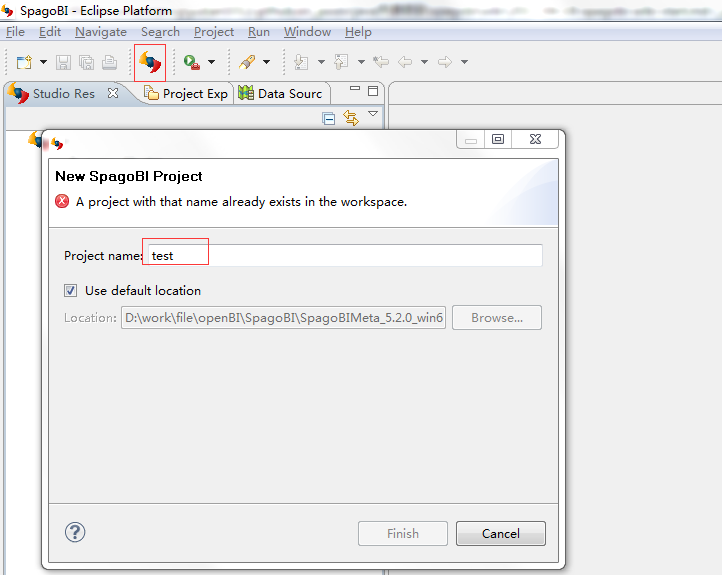 SpagoBI - Eclipse Platform
File Edit Navigate Search Project Run Window Help
Studio Res Project Exp Data Sourc
New SpagoBI Project
A project with that name already exists in the workspace.
Project name: test
Use default location
Location: D:\work\file\openBI\SpagoBI\SpagoBIMeta_5.2.0_win6 Browse...
? Finish Cancel